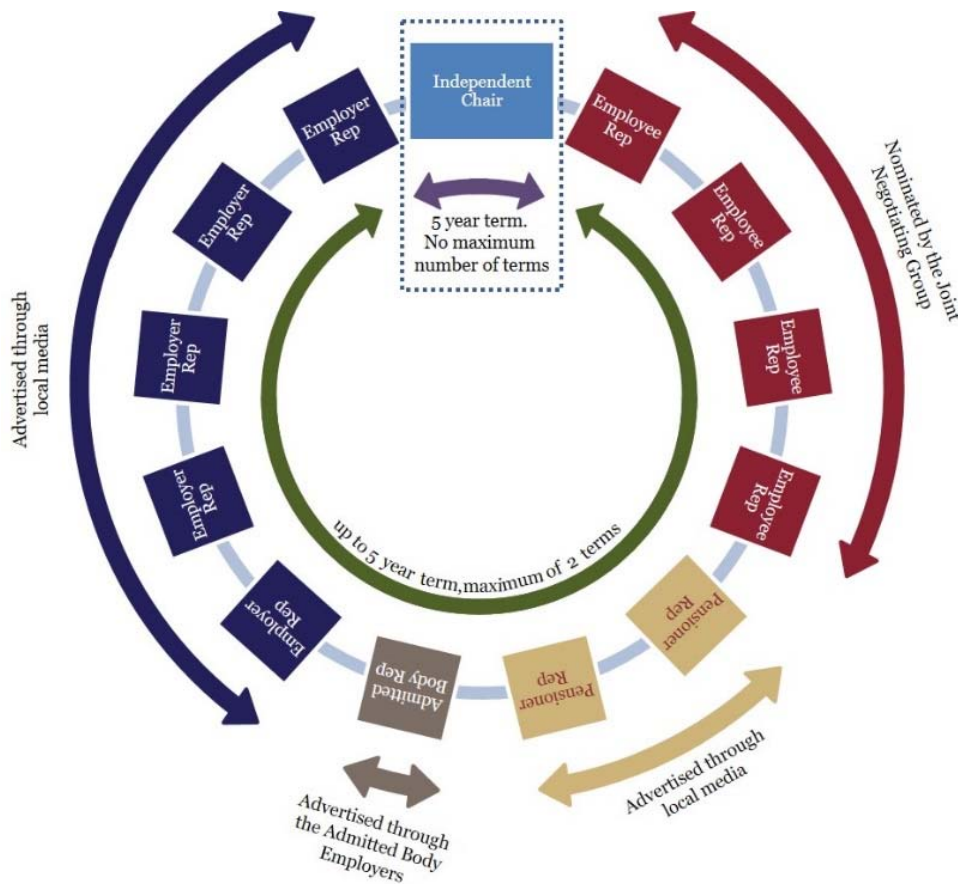 Independent
Chair
5 year term.
No maximum
number of terms
Employee
Rep
Employee
Rep
Employee
Rep
Employee
Rep
Nominated by the Joint
Negotiating Group
Pensioner
Rep
Pensioner
Rep
Advertised through
local media
Admitted
Body Rep
Advertised through
the Admitted Body
Employers
Employer
Rep
Employer
Rep
Employer
Rep
Employer
Rep
Employer
Rep
Advertised through
local media
up to 5 year term,maximum of 2 terms